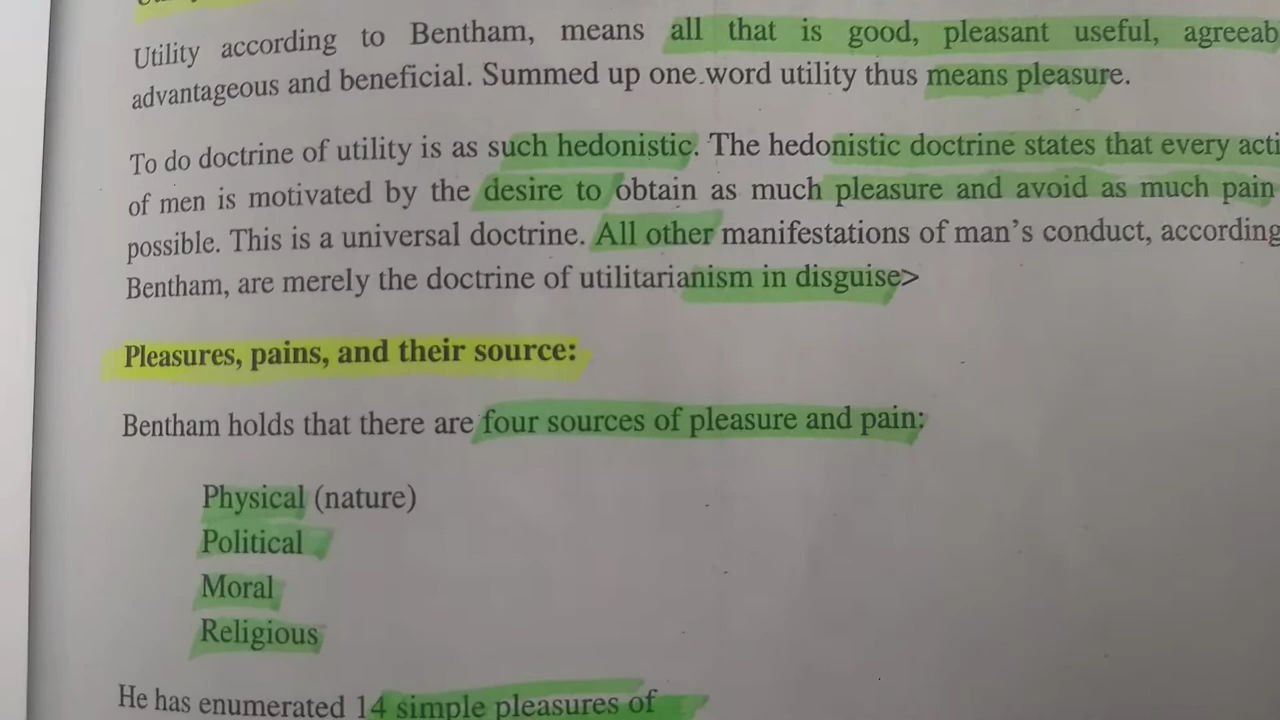 Utility according to Bentham, means all that is good, pleasant useful,
advantageous and beneficial. Summed up one word utility thus means pleasure.
To do doctrine of utility is as such hedonistic. The hedonistic doctrine states that every
of men is motivated by the desire to obtain as much pleasure and avoid as much pain
possible. This is a universal doctrine. All other manifestations of man's conduct, according
Bentham, are merely the doctrine of utilitarianism in disguise>
Pleasures, pains, and their source:
Bentham holds that there are four sources of pleasure and pain:
Physical (nature)
Political
Moral
Religious
He has enumerated 14 simple pleasures of